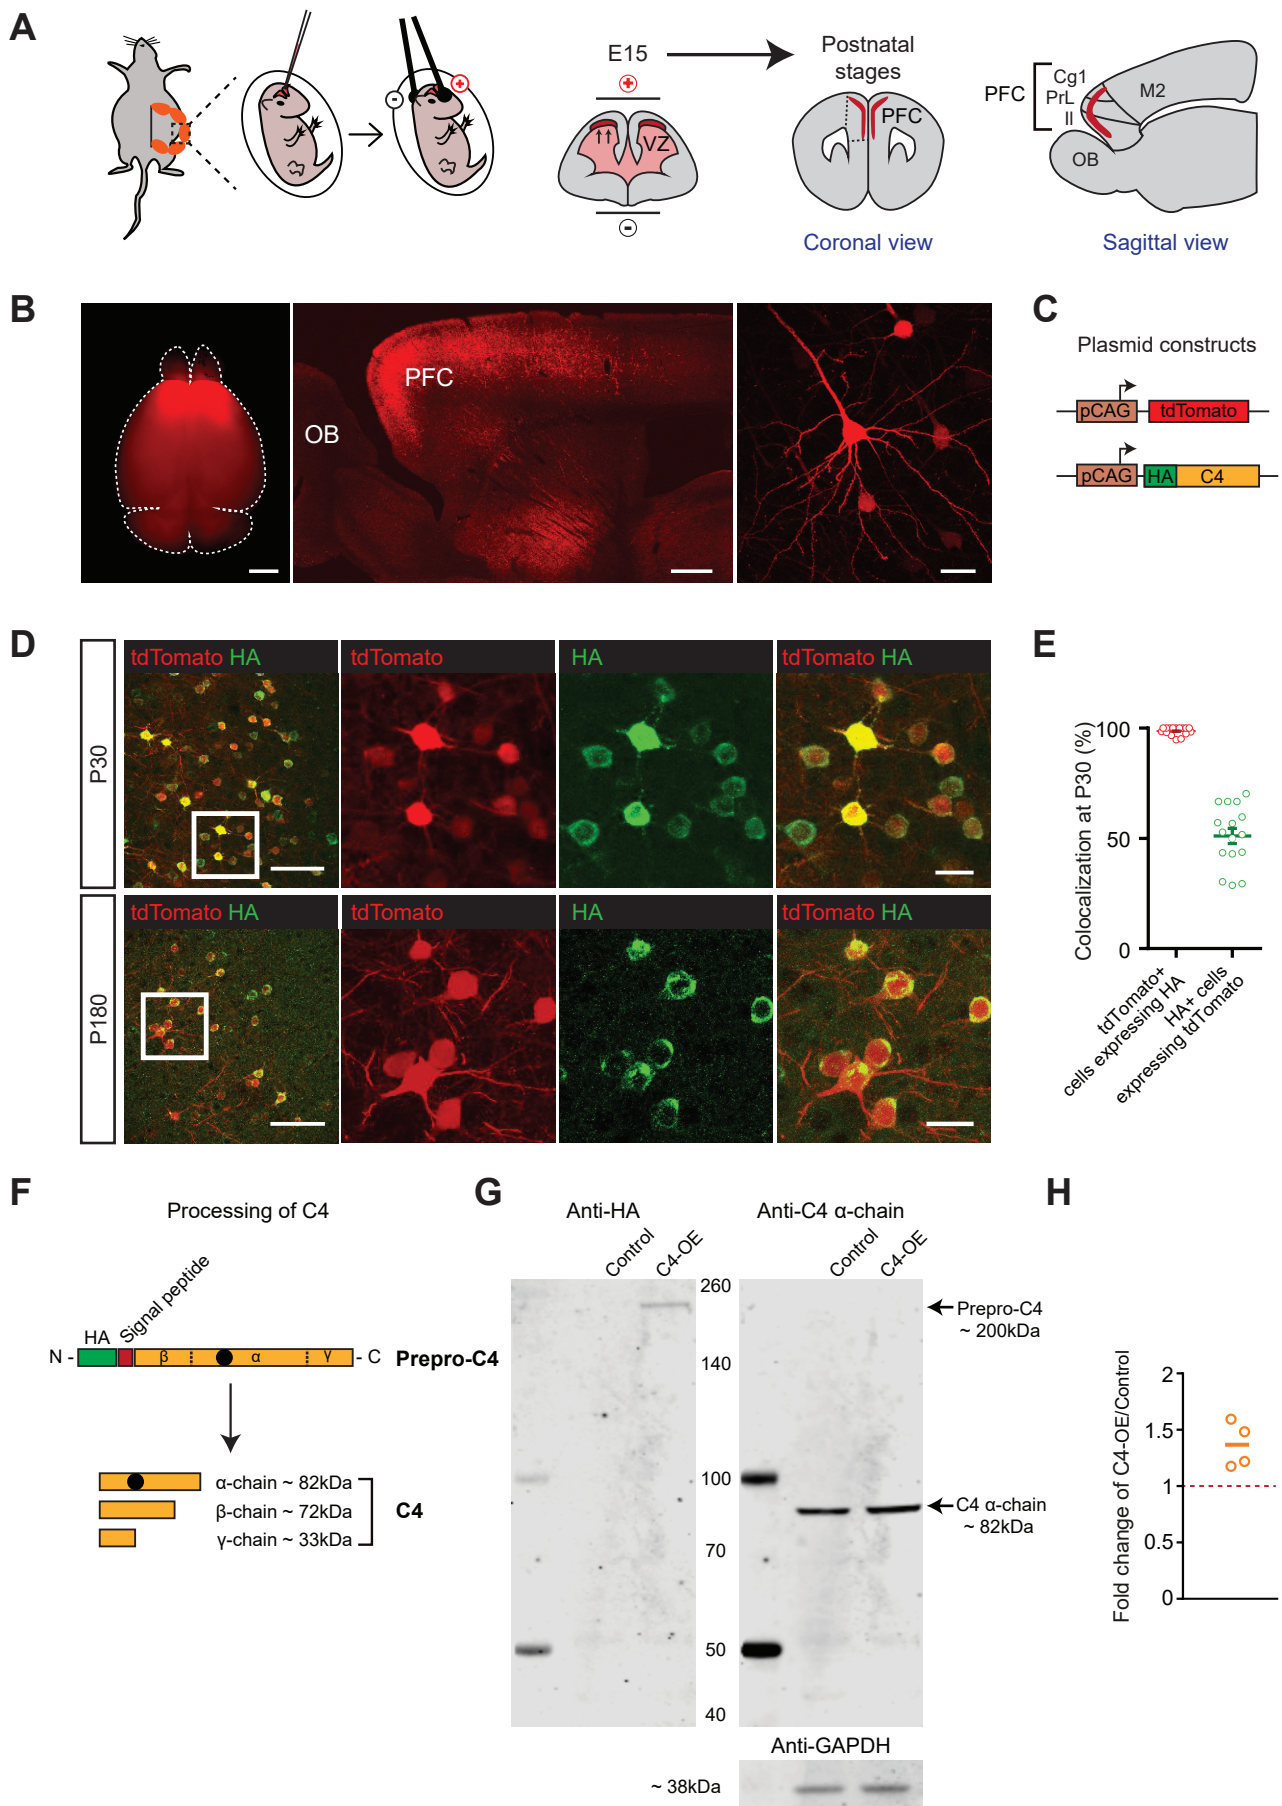 A
E15
Postnatal
stages
VZ
PFC
Coronal view
PFC
Cg1
PrL
Il
M2
OB
Sagittal view
B
PFC
OB
C
Plasmid constructs
pCAG
tdTomato
pCAG
HA
C4
D
P30
tdTomato HA
tdTomato
HA
tdTomato HA
P180
tdTomato HA
tdTomato
HA
tdTomato HA
E
Colocalization at P30 (%)
100
50
0
tdTomato+
cells expressing HA
HA+ cells
expressing tdTomato
F
Processing of C4
HA
Signal peptide
N -
β
α
γ
- C
Prepro-C4
α-chain ~ 82kDa
β-chain ~ 72kDa
γ-chain ~ 33kDa
C4
G
Anti-HA
Anti-C4 α-chain
Control
C4-OE
Control
C4-OE
260
140
100
70
50
40
Prepro-C4
~ 200kDa
C4 α-chain
~ 82kDa
Anti-GAPDH
~ 38kDa
H
Fold change of C4-OE/Control
2
1.5
1
0.5
0